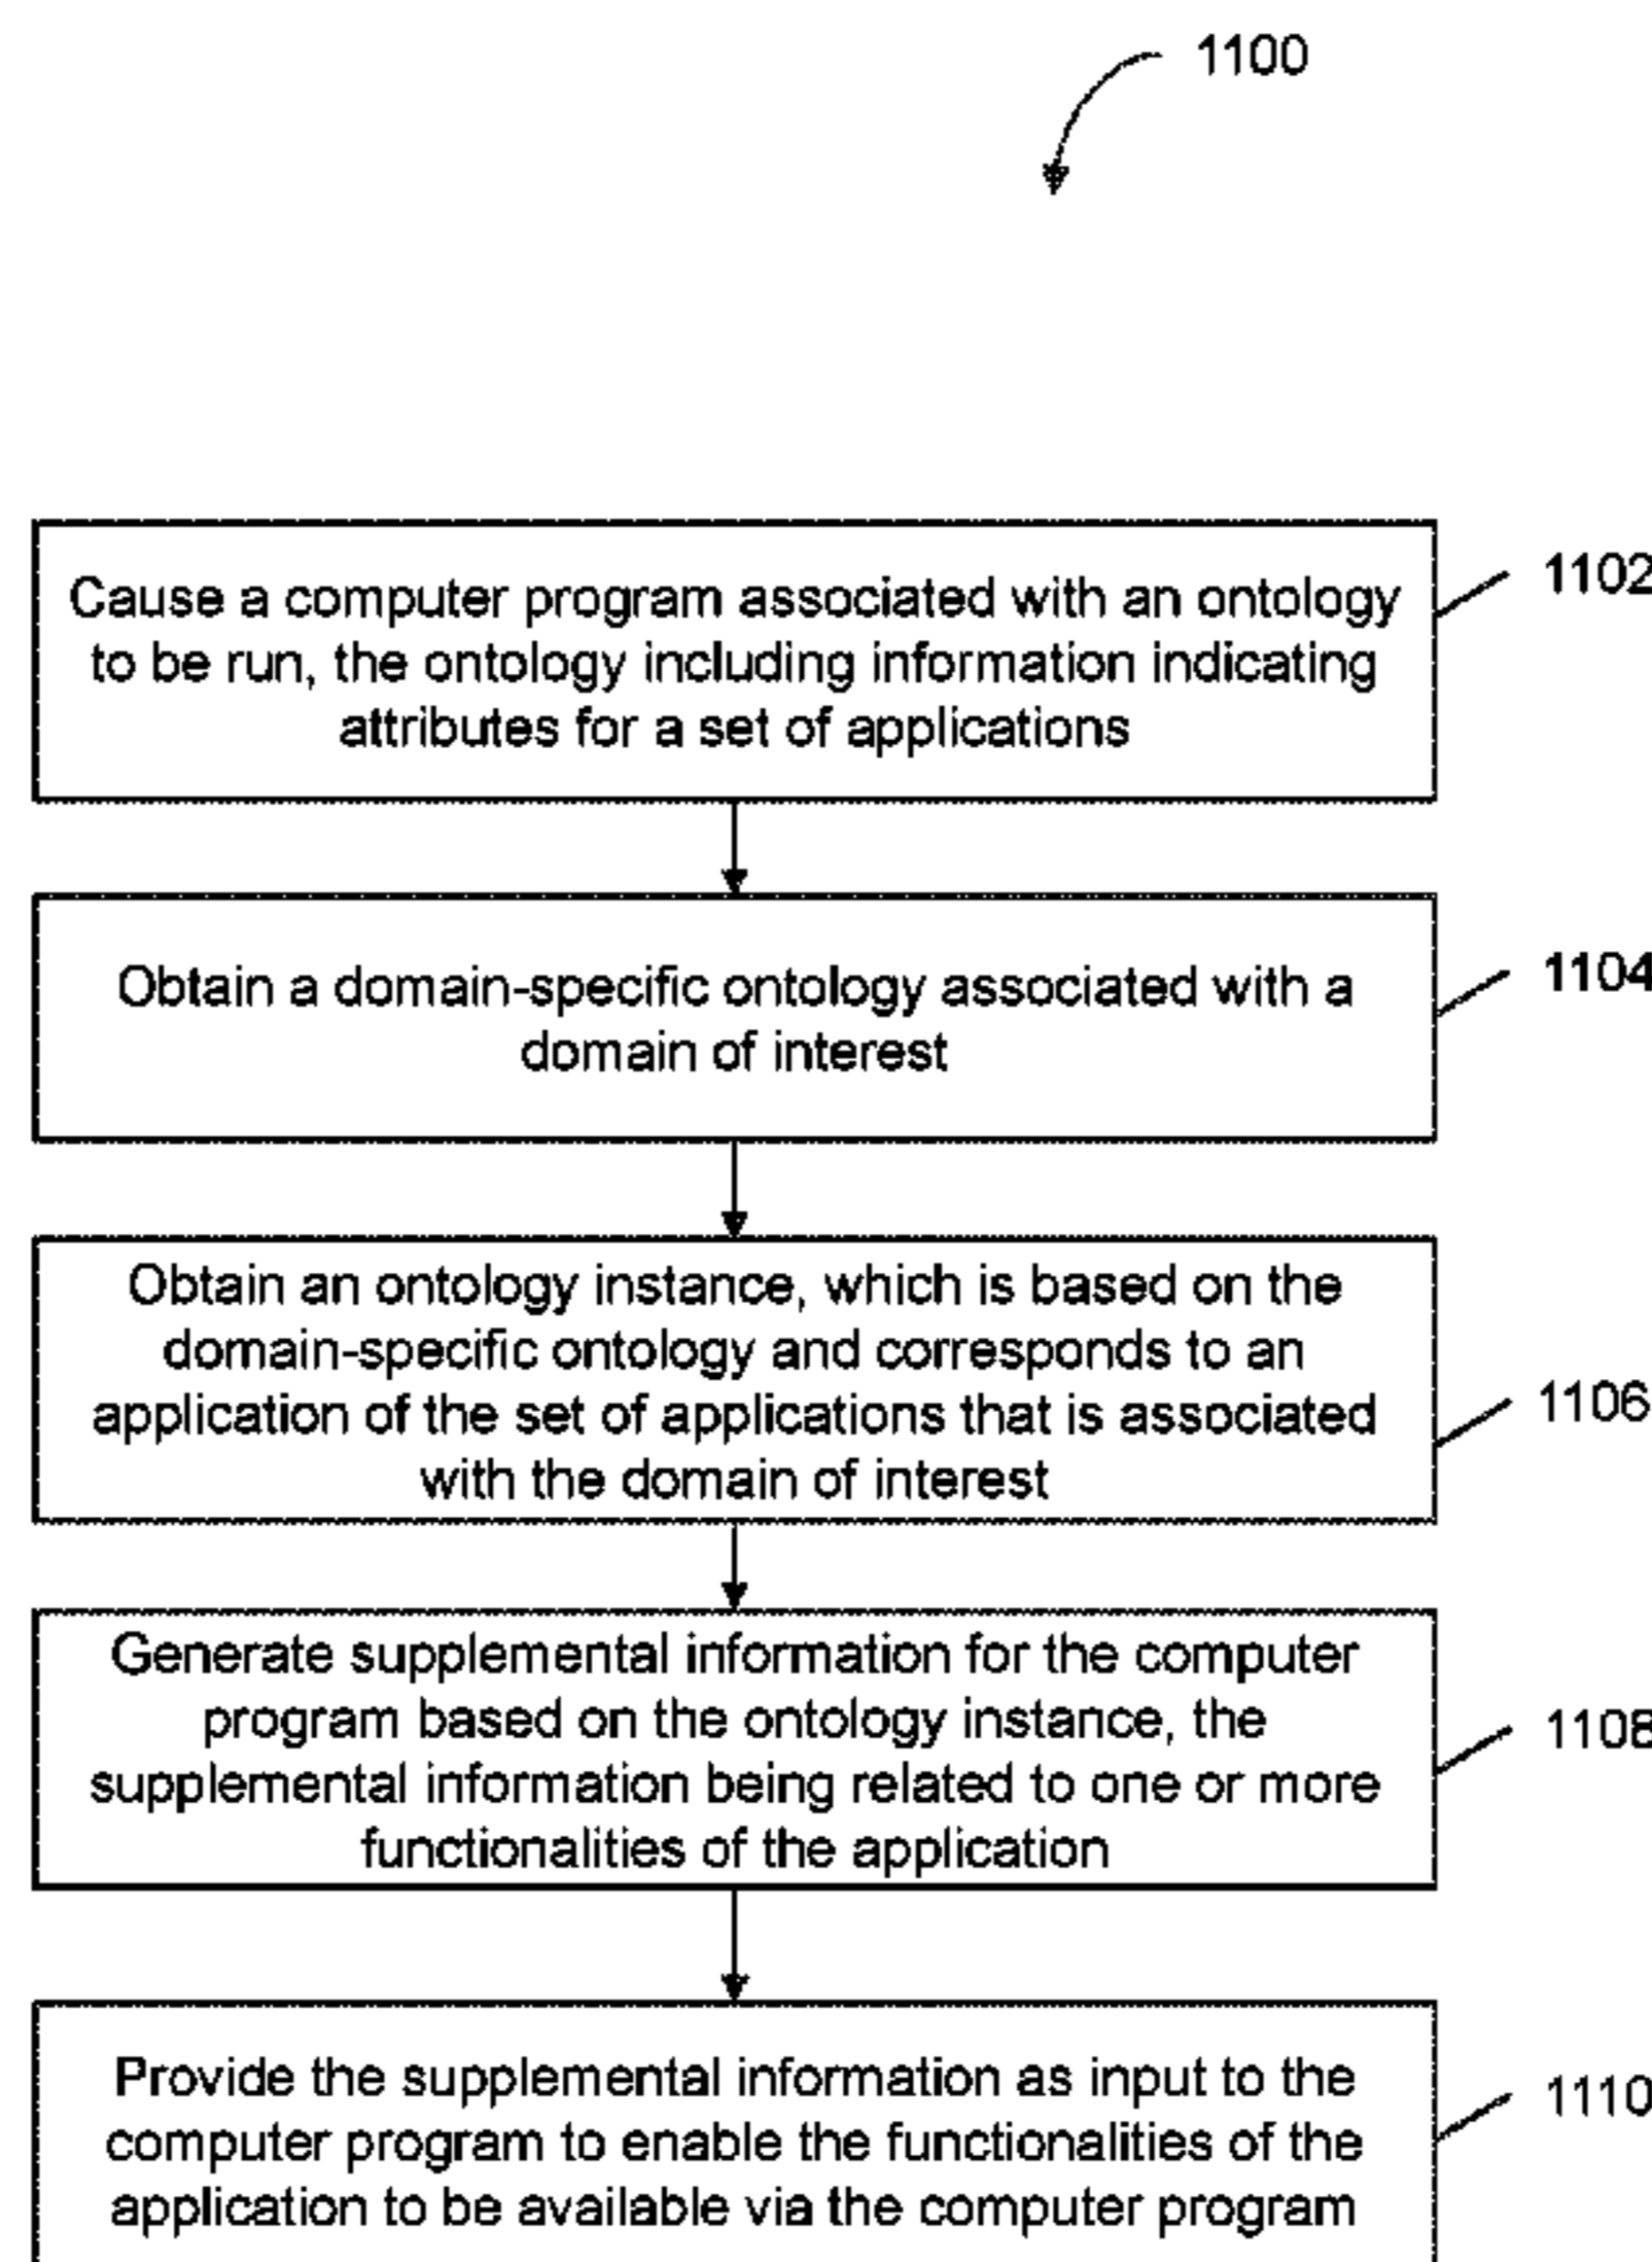 1100
Cause a computer program associated with an ontology
to be run, the ontology including information indicating
attributes for a set of applications
1102
Obtain a domain-specific ontology associated with a
domain of interest
1104
Obtain an ontology instance, which is based on the
domain-specific ontology and corresponds to an
application of the set of applications that is associated
with the domain of interest
1106
Generate supplemental information for the computer
program based on the ontology instance, the
supplemental information being related to one or more
functionalities of the application
1108
Provide the supplemental information as input to the
computer program to enable the functionalities of the
application to be available via the computer program
1110